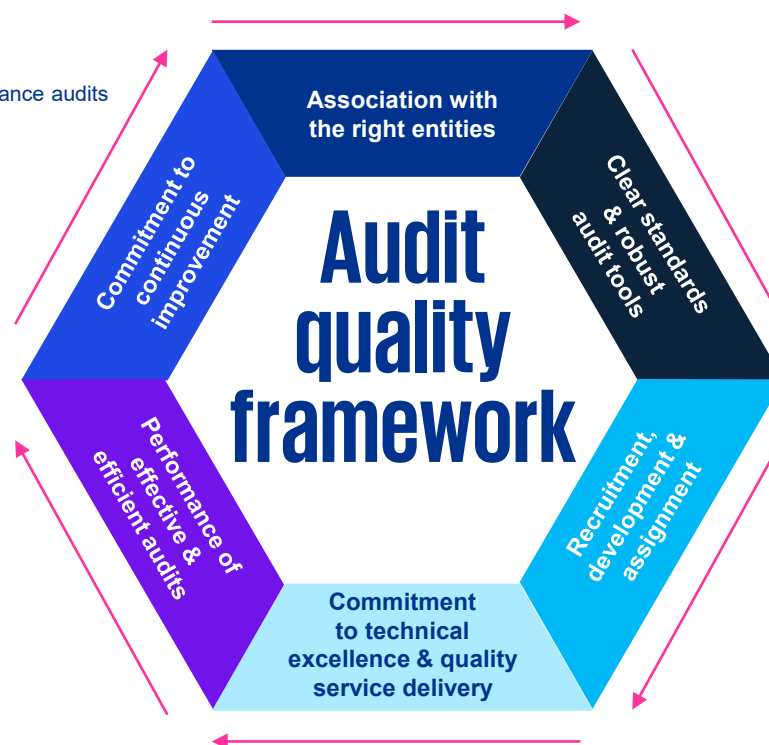 Association with
the right entities
ance audits
Clear standards
& robust
audit tools
Recruitment,
development &
assignment
Commitment
to technical
excellence & quality
service delivery
Performance of
effective &
efficient audits
Commitment to
continuous
improvement
Audit
quality
framework